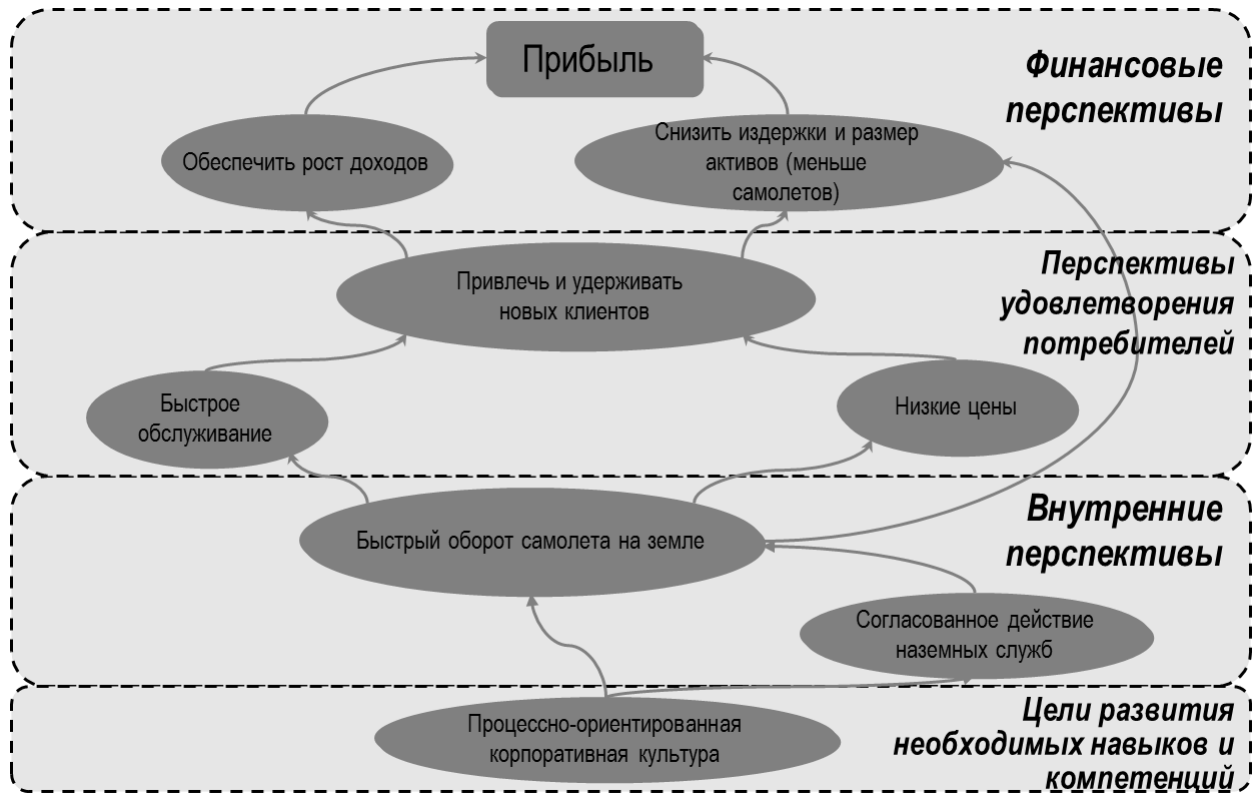 Прибыль
Финансовые
перспективы
Обеспечить рост доходов
Снизить издержки и размер
активов (меньше
самолетов)
Привлечь и удерживать
новых клиентов
Перспективы
удовлетворения
потребителей
Быстрое
обслуживание
Низкие цены
Внутренние
перспективы
Быстрый оборот самолета на земле
Согласованное действие
наземных служб
Процессно-ориентированная
корпоративная культура
Цели развития
необходимых навыков и
компетенций